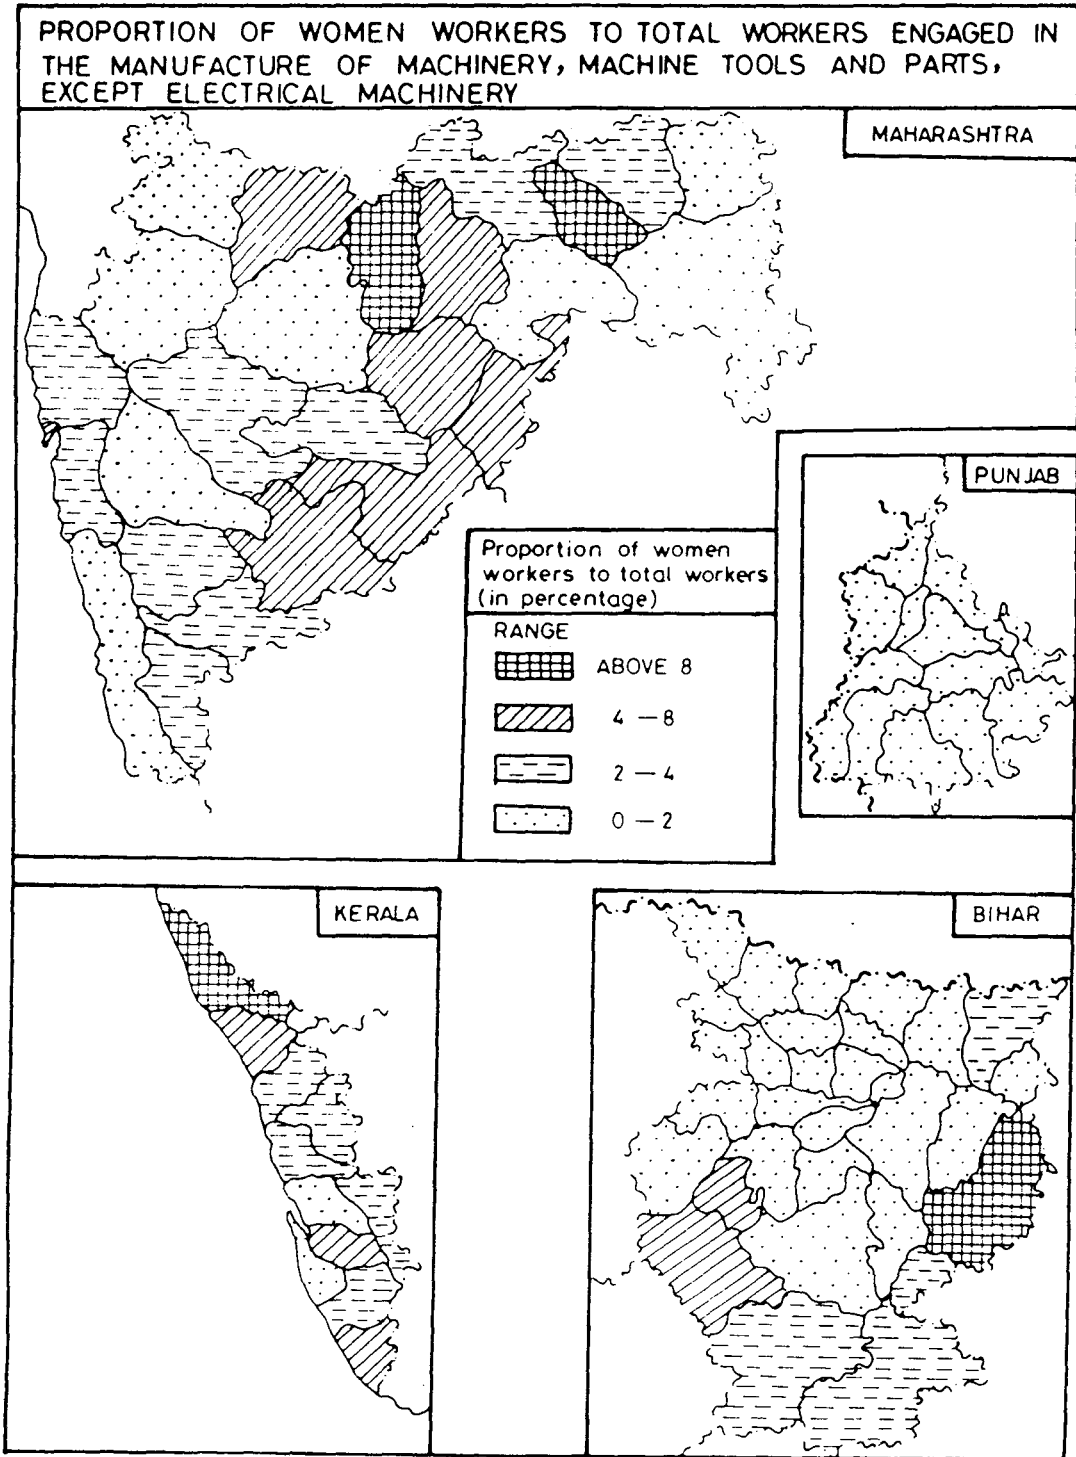 PROPORTION OF WOMEN WORKERS TO TOTAL WORKERS ENGAGED IN
THE MANUFACTURE OF MACHINERY, MACHINE TOOLS AND PARTS,
EXCEPT ELECTRICAL MACHINERY
MAHARASHTRA
PUNJAB
Proportion of women
workers to total workers
(in percentage)
RANGE
ABOVE 8
4 — 8
2 — 4
0 — 2
KERALA
BIHAR